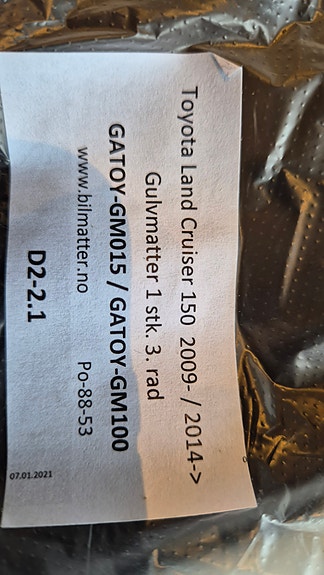 Toyota Land Cruiser 150 2009- / 2014->
Gulvmatter 1 stk. 3. rad
GATOY-GM015 / GATOY-GM100
www.bilmatter.no Po-88-53
D2-2.1
07.01.2021